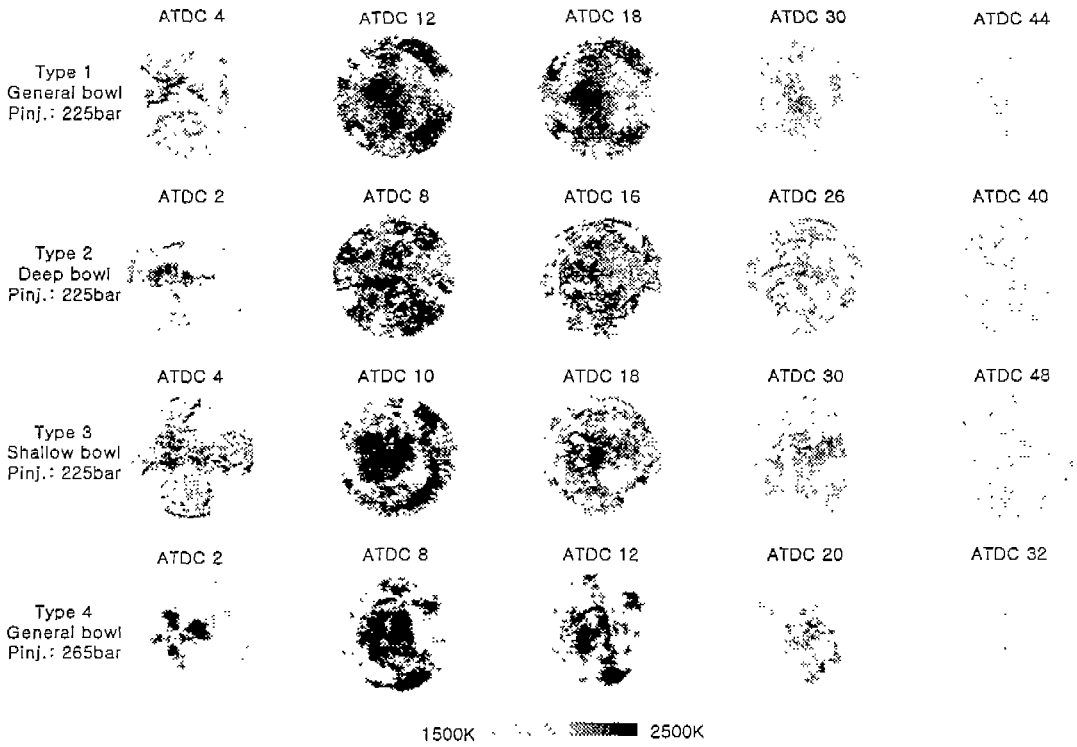 ATDC 4 ATDC 12 ATDC 18 ATDC 30 ATDC 44
Type 1
General bowl
Pinj.: 225bar
ATDC 2 ATDC 8 ATDC 16 ATDC 26 ATDC 40
Type 2
Deep bowl
Pinj.: 225bar
ATDC 4 ATDC 10 ATDC 18 ATDC 30 ATDC 48
Type 3
Shallow bowl
Pinj.: 225bar
ATDC 2 ATDC 8 ATDC 12 ATDC 20 ATDC 32
Type 4
General bowl
Pinj.: 265bar
1500K 2500K